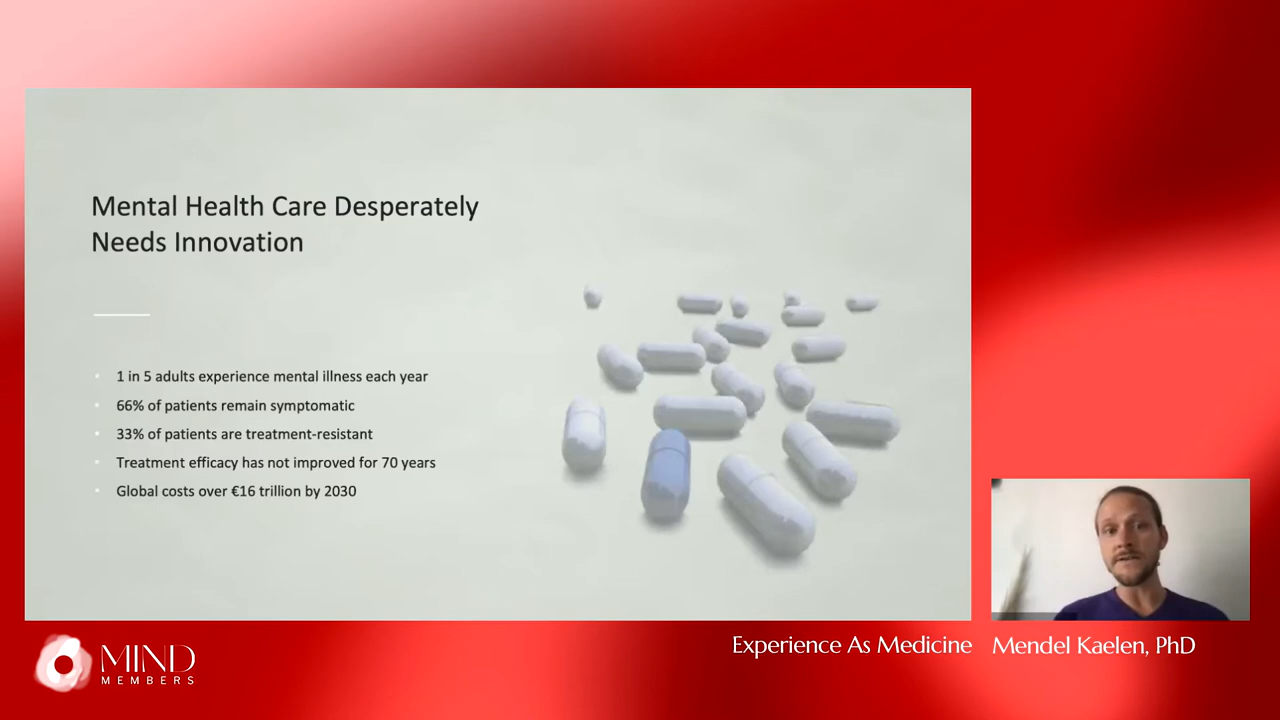 Mental Health Care Desperately
Needs Innovation
• 1 in 5 adults experience mental illness each year
• 66% of patients remain symptomatic
• 33% of patients are treatment-resistant
• Treatment efficacy has not improved for 70 years
• Global costs over €16 trillion by 2030
Experience As Medicine
Mendel Kaelen, PhD
MIND
MEMBERS